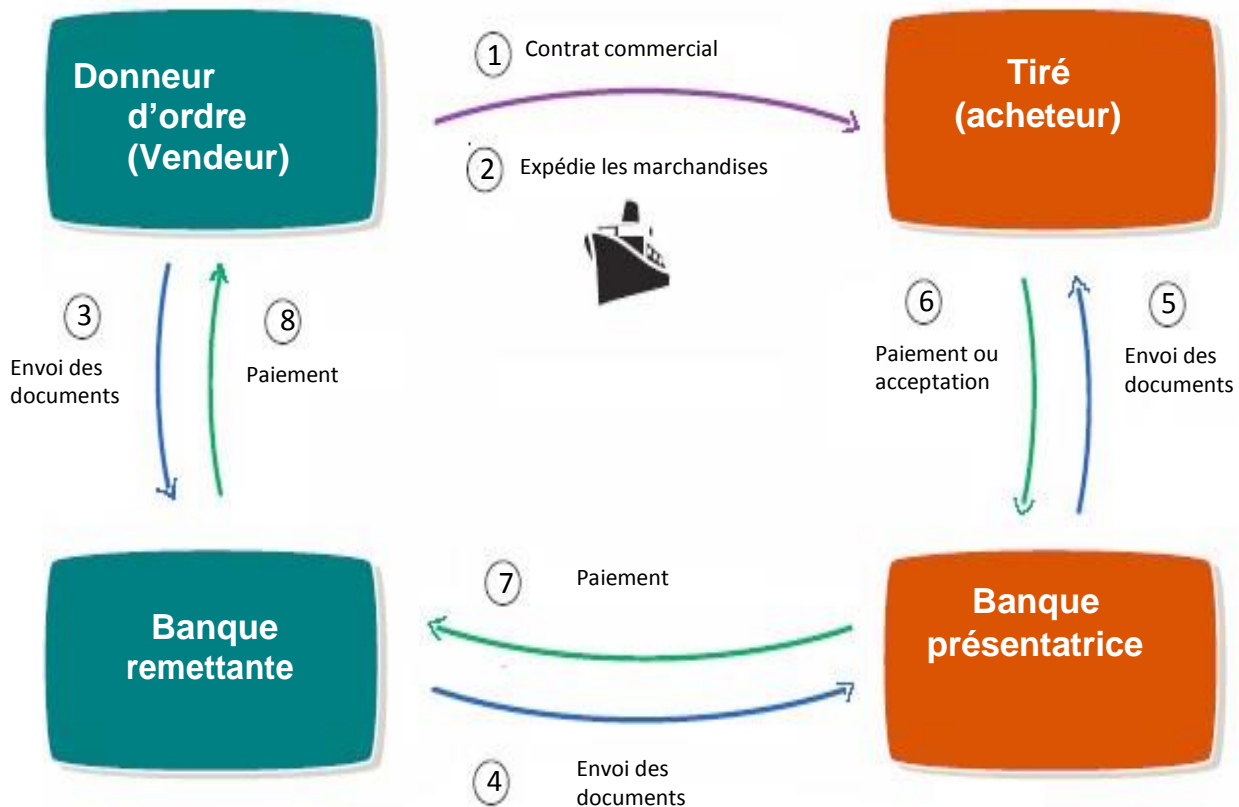 Donneur
d’ordre
(Vendeur)
1 Contrat commercial
Tiré
(acheteur)
2 Expédie les marchandises
3
Envoi des
documents
8
Paiement
6
Paiement ou
acceptation
5
Envoi des
documents
Banque
remettante
7 Paiement
Banque
présentatrice
4 Envoi des
documents